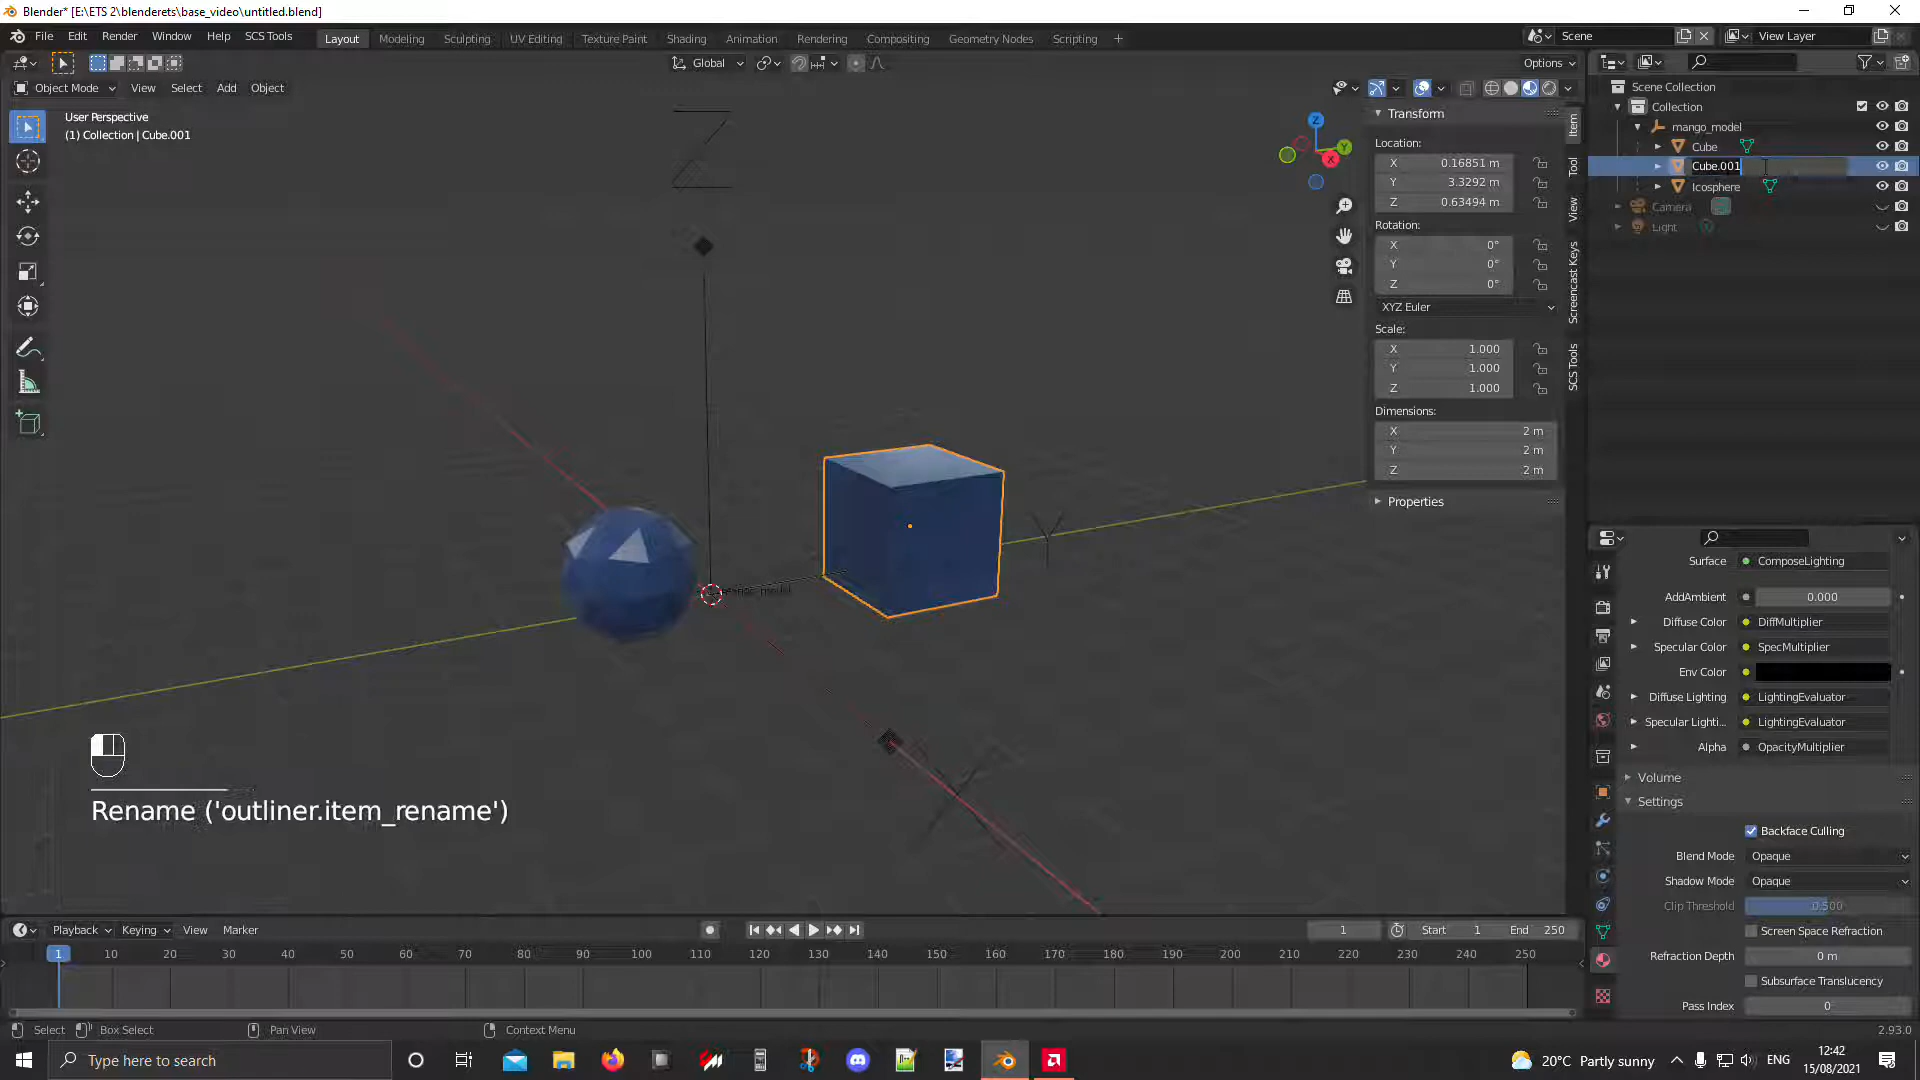 Blender* [E:\ETS 2\blenderets\base_video\untitled.blend]
File Edit Render Window Help SCS Tools
Layout Modeling Sculpting UV Editing Texture Paint Shading Animation Rendering Compositing Geometry Nodes Scripting +
Scene View Layer
Global Options
Object Mode View Select Add Object
User Perspective
(1) Collection | Cube.001
Z
Y
X
Z
Y
X
mango_model
Transform
Location:
X 0.16851 m
Y 3.3292 m
Z 0.63494 m
Rotation:
X 0°
Y 0°
Z 0°
XYZ Euler
Scale:
X 1.000
Y 1.000
Z 1.000
Dimensions:
X 2 m
Y 2 m
Z 2 m
Properties
Item
Tool
View
Screencast Keys
SCS Tools
Scene Collection
Collection
mango_model
Cube
Cube.001
Icosphere
Camera
Light
Surface ComposeLighting
AddAmbient 0.000
Diffuse Color DiffMultiplier
Specular Color SpecMultiplier
Env Color
Diffuse Lighting LightingEvaluator
Specular Lighti... LightingEvaluator
Alpha OpacityMultiplier
Volume
Settings
Backface Culling
Blend Mode Opaque
Shadow Mode Opaque
Clip Threshold 0.500
Screen Space Refraction
Refraction Depth 0 m
Subsurface Translucency
Pass Index 0
Rename ('outliner.item_rename')
Playback Keying View Marker
1 Start 1 End 250
1 10 20 30 40 50 60 70 80 90 100 110 120 130 140 150 160 170 180 190 200 210 220 230 240 250
Select Box Select Pan View Context Menu
2.93.0
Type here to search
20°C Partly sunny
ENG
12:42
15/08/2021